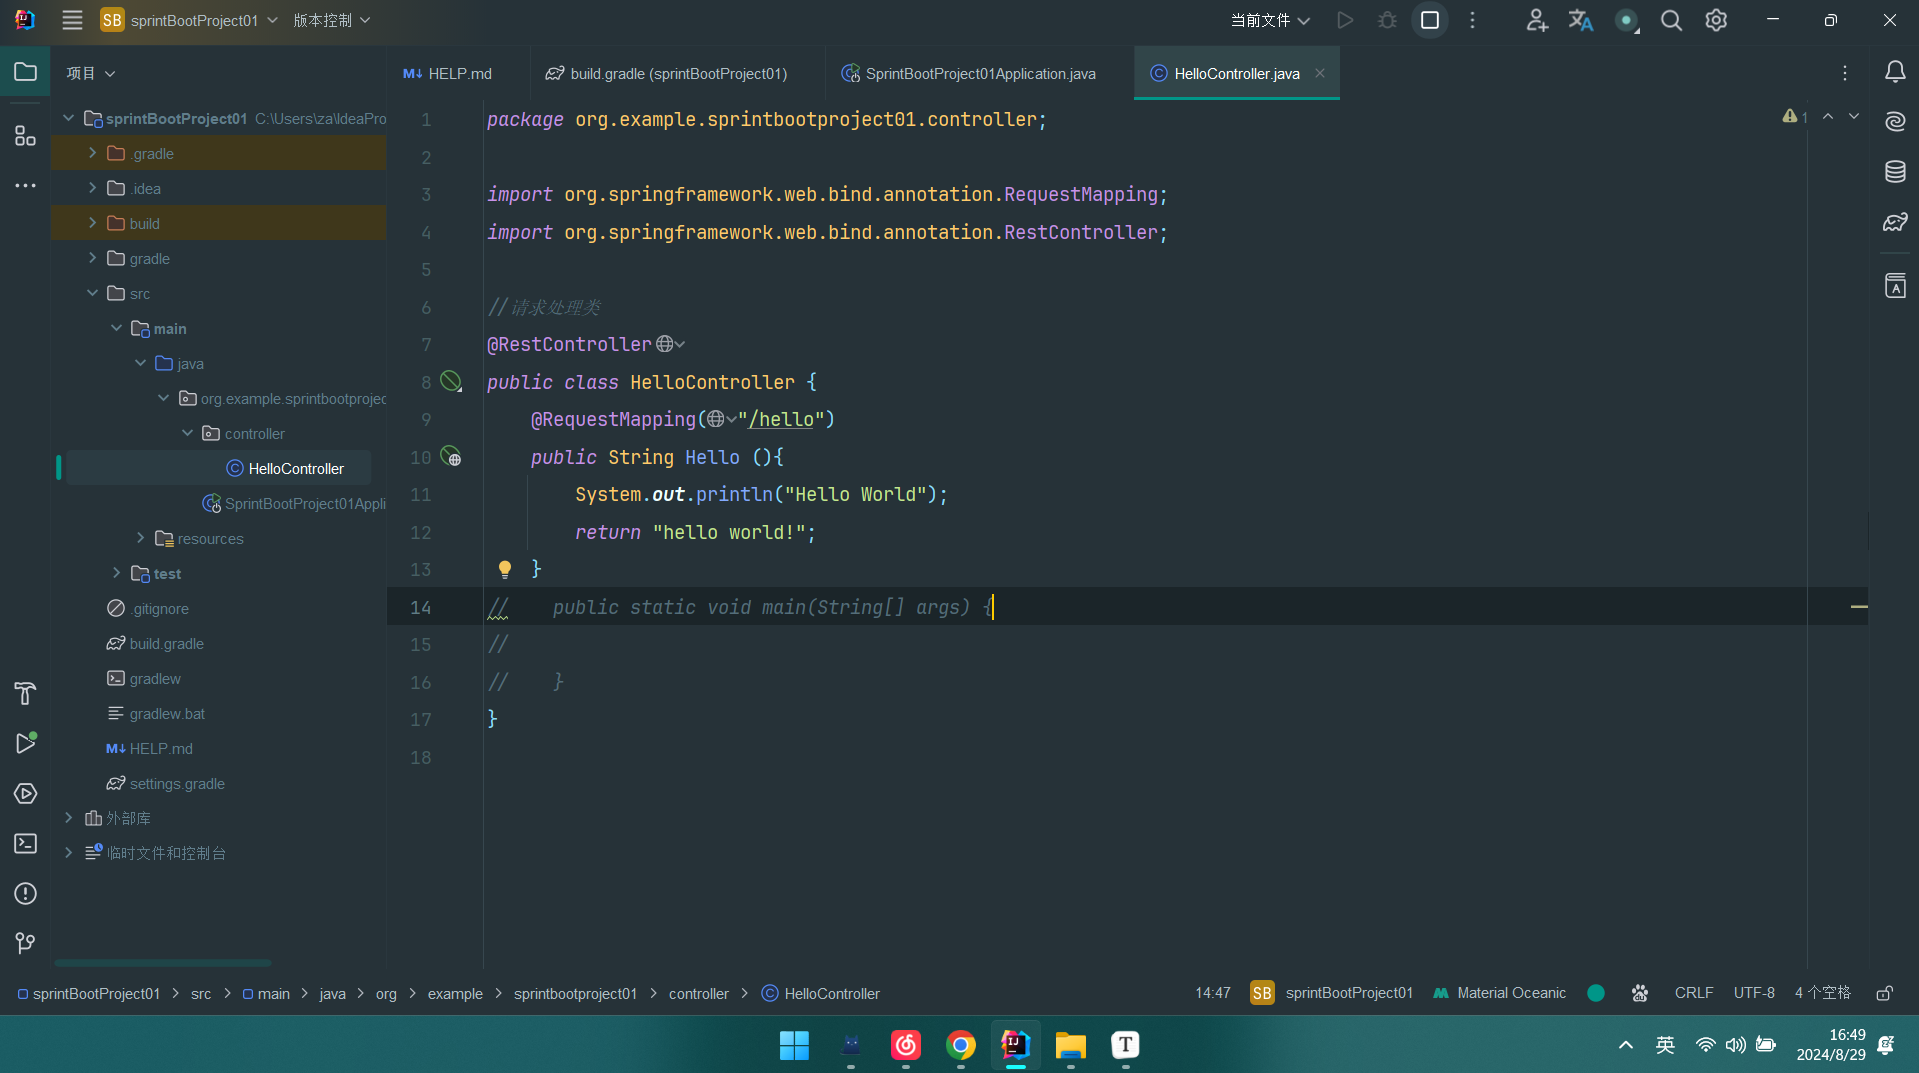 SB sprintBootProject01 版本控制 当前文件
项目
HELP.md build.gradle (sprintBootProject01) SprintBootProject01Application.java HelloController.java
sprintBootProject01 C:\Users\za\IdeaPro
.gradle
.idea
build
gradle
src
main
java
org.example.sprintbootprojec
controller
HelloController
SprintBootProject01Appli
resources
test
.gitignore
build.gradle
gradlew
gradlew.bat
HELP.md
settings.gradle
外部库
临时文件和控制台
1
1 package org.example.sprintbootproject01.controller;
2
3 import org.springframework.web.bind.annotation.RequestMapping;
4 import org.springframework.web.bind.annotation.RestController;
5
6 //请求处理类
7 @RestController
8 public class HelloController {
9 @RequestMapping("/hello")
10 public String Hello (){
11 System.out.println("Hello World");
12 return "hello world!";
13 }
14 // public static void main(String[] args) {
15 //
16 // }
17 }
18
sprintBootProject01 > src > main > java > org > example > sprintbootproject01 > controller > HelloController
14:47 SB sprintBootProject01 Material Oceanic CRLF UTF-8 4 个空格
英 16:49
2024/8/29